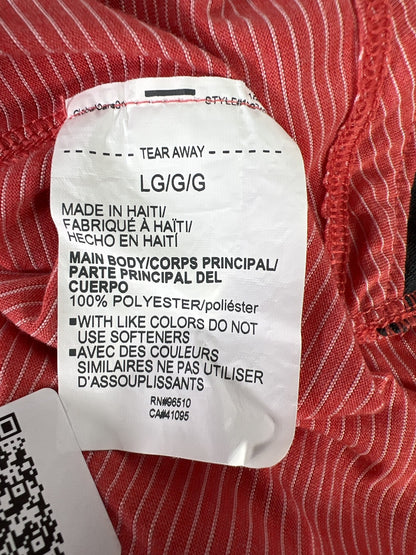 TEAR AWAY
LG/G/G
MADE IN HAITI/
FABRIQUÉ À HAÏTI/
HECHO EN HAITÍ
MAIN BODY/CORPS PRINCIPAL/
PARTE PRINCIPAL DEL
CUERPO
100% POLYESTER/poliéster
■WITH LIKE COLORS DO NOT
USE SOFTENERS
■AVEC DES COULEURS
SIMILAIRES NE PAS UTILISER
D'ASSOUPLISSANTS
RN#96510
CA#41095